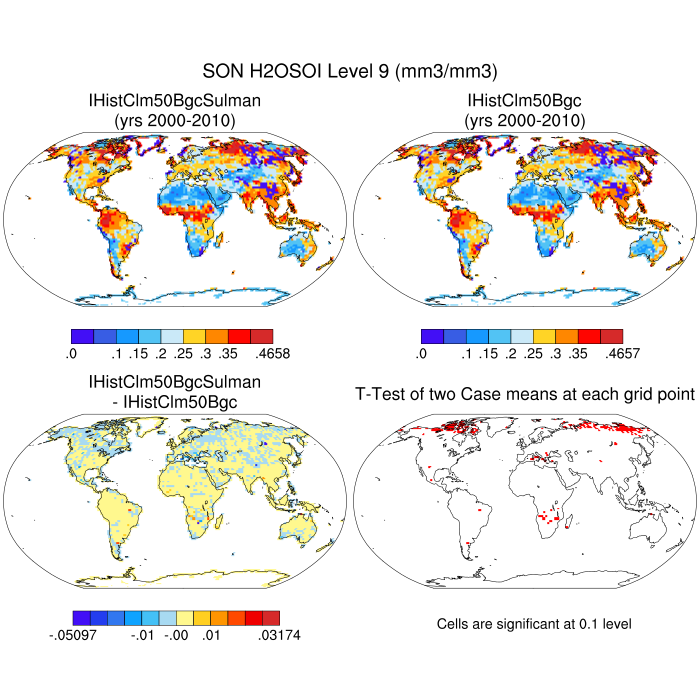 SON H2OSOI Level 9 (mm3/mm3)
IHistClm50BgcSulman
(yrs 2000-2010)
IHistClm50Bgc
(yrs 2000-2010)
.0 .1 .15 .2 .25 .3 .35 .4658
.0 .1 .15 .2 .25 .3 .35 .4657
IHistClm50BgcSulman
- IHistClm50Bgc
T-Test of two Case means at each grid point
-.05097 -.01 -.00 .01 .03174
Cells are significant at 0.1 level